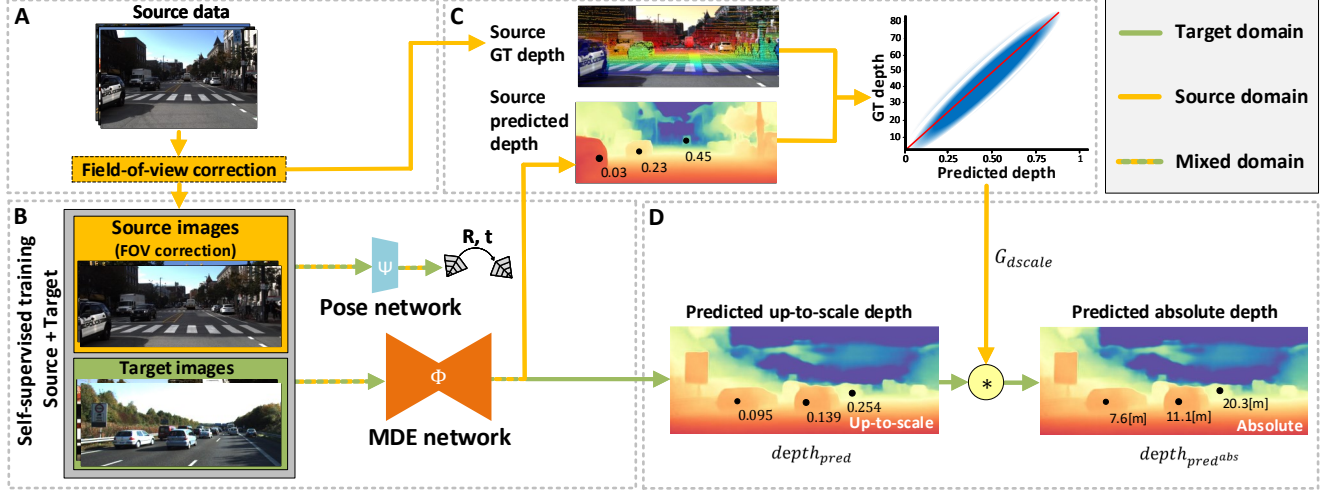 A
Source data
Field-of-view correction
B
Self-supervised training
Source + Target
Source images
(FOV correction)
Target images
Ψ
Pose network
R, t
Φ
MDE network
C
Source
GT depth
Source
predicted
depth
0.03
0.23
0.45
GT depth
80
70
60
50
40
30
20
10
0
0.25
0.50
0.75
1
Predicted depth
Target domain
Source domain
Mixed domain
D
G_dscale
Predicted up-to-scale depth
0.095
0.139
0.254
Up-to-scale
depth_pred
*
Predicted absolute depth
7.6[m]
11.1[m]
20.3[m]
Absolute
depth_pred^abs